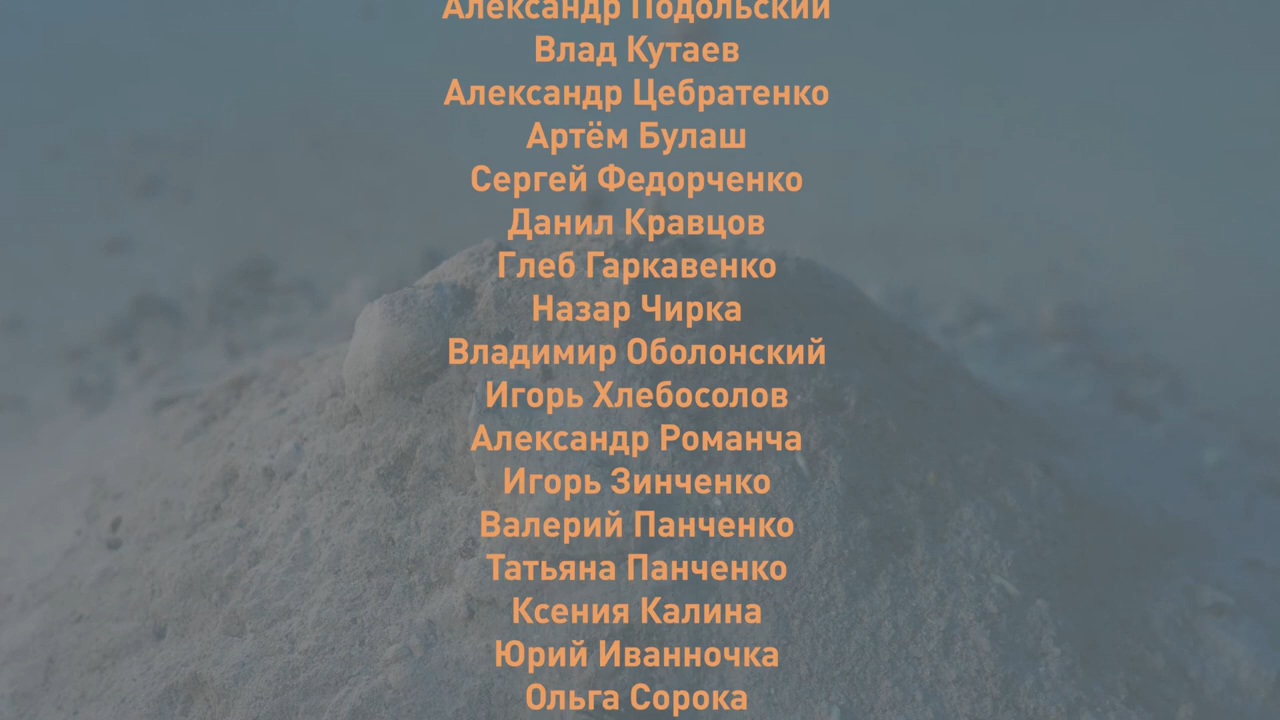 Александр Подольский
Влад Кутаев
Александр Цебратенко
Артём Булаш
Сергей Федорченко
Данил Кравцов
Глеб Гаркавенко
Назар Чирка
Владимир Оболонский
Игорь Хлебосолов
Александр Романча
Игорь Зинченко
Валерий Панченко
Татьяна Панченко
Ксения Калина
Юрий Иванночка
Ольга Сорока